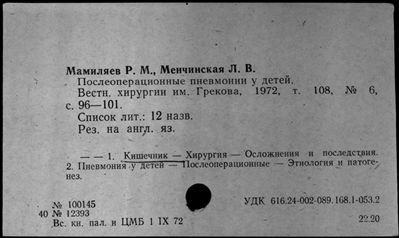 Мамиляев Р. М., Менчинская Л. В.
Послеоперационные пневмонии у детей.
Вестн. хирургии им. Грекова, 1972, т. 108, № 6,
с. 96—101.
Список лит.: 12 назв.
Рез. на англ. яз.
— — 1. Кишечник — Хирургия — Осложнения и последствия.
2. Пневмония у детей — Послеоперационные — Этиология и патоге-
нез.
№ 100145
УДК 616.24-002-089.168.1-053.2
40 № 12393
Вс. кн. пал. и ЦМБ 1 IX 72
22.20